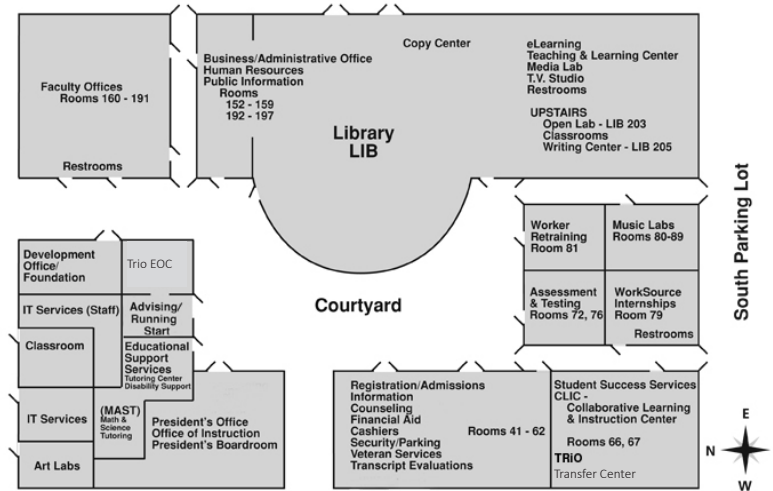 Faculty Offices
Rooms 160 - 191
Restrooms
Business/Administrative Office
Human Resources
Public Information
Rooms
152 - 159
192 - 197
Copy Center
Library
LIB
eLearning
Teaching & Learning Center
Media Lab
T.V. Studio
Restrooms
UPSTAIRS
Open Lab - LIB 203
Classrooms
Writing Center - LIB 205
South Parking Lot
Worker
Retraining
Room 81
Music Labs
Rooms 80-89
Assessment
& Testing
Rooms 72, 76
WorkSource
Internships
Room 79
Restrooms
Courtyard
Development
Office/
Foundation
Trio EOC
IT Services (Staff)
Advising/
Running
Start
Classroom
Educational
Support
Services
Tutoring Center
Disability Support
IT Services
(MAST)
Math &
Science
Tutoring
Art Labs
President's Office
Office of Instruction
President's Boardroom
Registration/Admissions
Information
Counseling
Financial Aid
Cashiers
Security/Parking
Veteran Services
Transcript Evaluations
Rooms 41 - 62
Student Success Services
CLIC -
Collaborative Learning
& Instruction Center
Rooms 66, 67
TRiO
Transfer Center
E
N
W